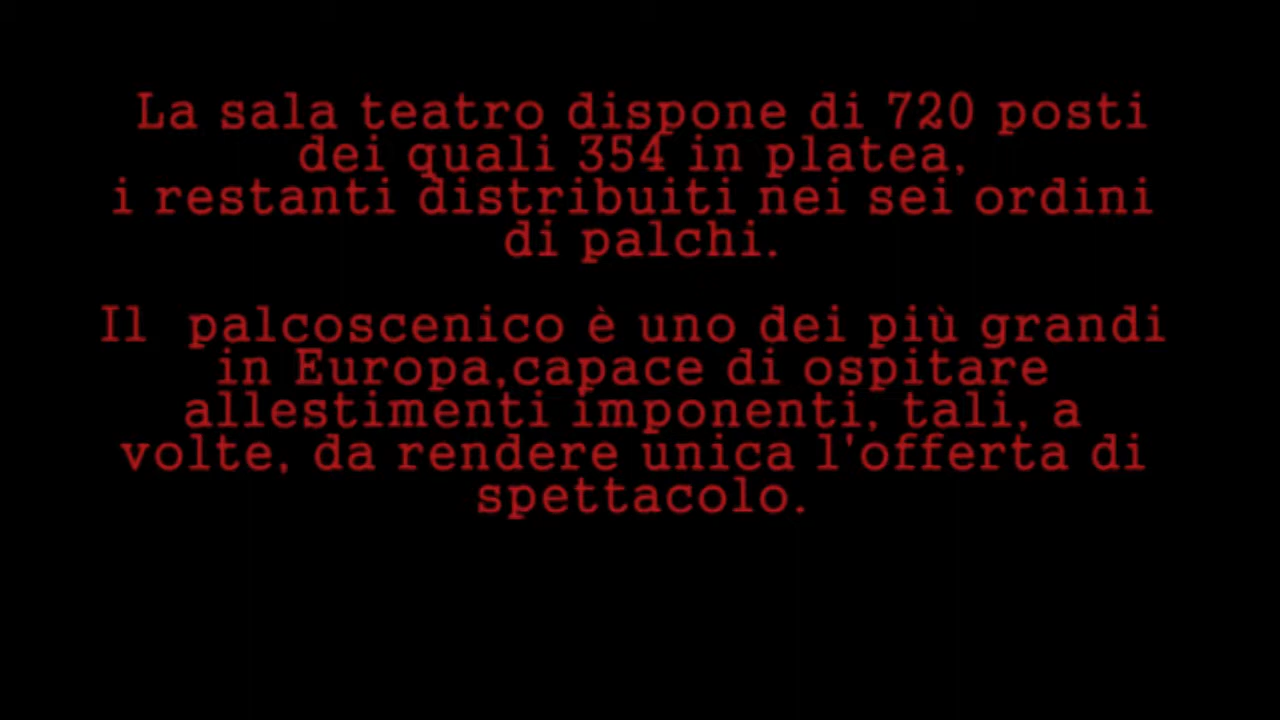 La sala teatro dispone di 720 posti
dei quali 354 in platea,
i restanti distribuiti nei sei ordini
di palchi.
Il  palcoscenico è uno dei più grandi
in Europa,capace di ospitare
allestimenti imponenti, tali, a
volte, da rendere unica l'offerta di
spettacolo.